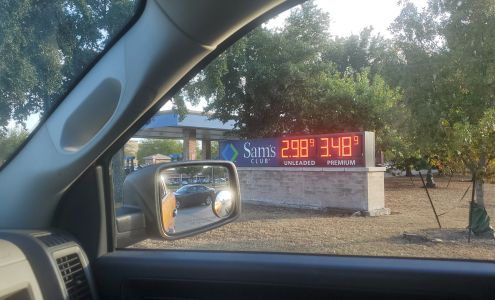 Sam's 2.98⁹ 3.48⁹
CLUB UNLEADED PREMIUM